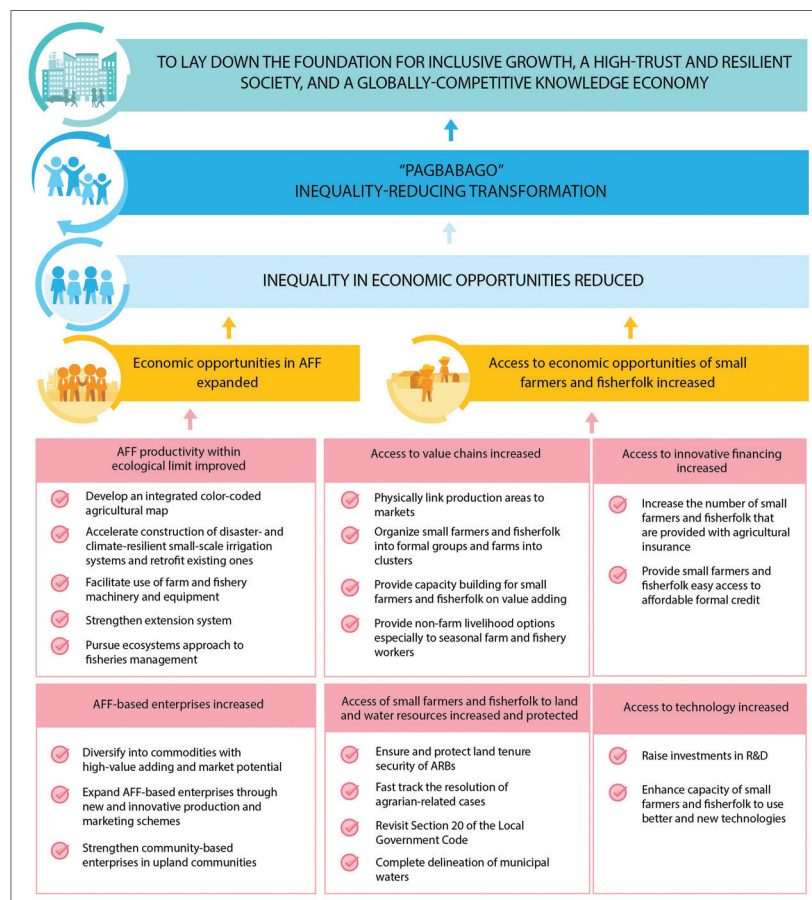 TO LAY DOWN THE FOUNDATION FOR INCLUSIVE GROWTH, A HIGH-TRUST AND RESILIENT
SOCIETY, AND A GLOBALLY-COMPETITIVE KNOWLEDGE ECONOMY
“PAGBABAGO”
INEQUALITY-REDUCING TRANSFORMATION
INEQUALITY IN ECONOMIC OPPORTUNITIES REDUCED
Economic opportunities in AFF
expanded
Access to economic opportunities of small
farmers and fisherfolk increased
AFF productivity within
ecological limit improved
Develop an integrated color-coded
agricultural map
Accelerate construction of disaster- and
climate-resilient small-scale irrigation
systems and retrofit existing ones
Facilitate use of farm and fishery
machinery and equipment
Strengthen extension system
Pursue ecosystems approach to
fisheries management
Access to value chains increased
Physically link production areas to
markets
Organize small farmers and fisherfolk
into formal groups and farms into
clusters
Provide capacity building for small
farmers and fisherfolk on value adding
Provide non-farm livelihood options
especially to seasonal farm and fishery
workers
Access to innovative financing
increased
Increase the number of small
farmers and fisherfolk that
are provided with agricultural
insurance
Provide small farmers and
fisherfolk easy access to
affordable formal credit
AFF-based enterprises increased
Diversify into commodities with
high-value adding and market potential
Expand AFF-based enterprises through
new and innovative production and
marketing schemes
Strengthen community-based
enterprises in upland communities
Access of small farmers and fisherfolk to land
and water resources increased and protected
Ensure and protect land tenure
security of ARBs
Fast track the resolution of
agrarian-related cases
Revisit Section 20 of the Local
Government Code
Complete delineation of municipal
waters
Access to technology increased
Raise investments in R&D
Enhance capacity of small
farmers and fisherfolk to use
better and new technologies